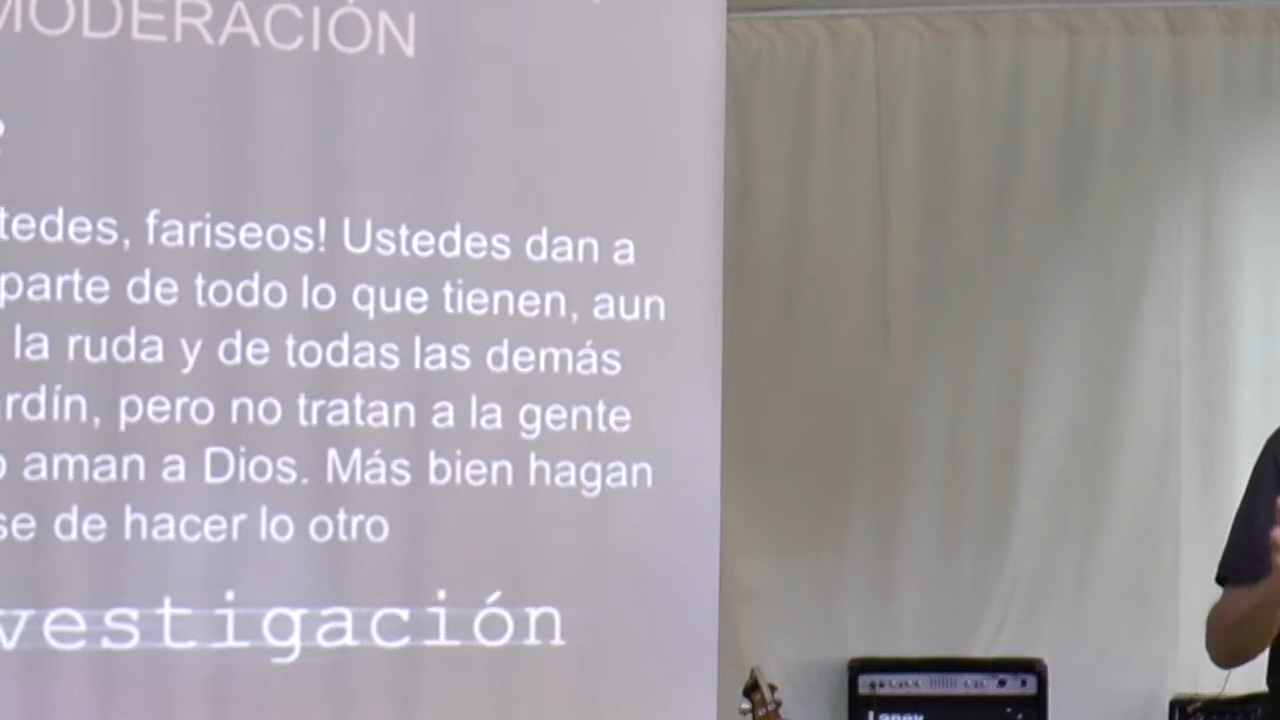 MODERACIÓN
tedes, fariseos! Ustedes dan a
parte de todo lo que tienen, aun
la ruda y de todas las demás
rdín, pero no tratan a la gente
o aman a Dios. Más bien hagan
se de hacer lo otro
vestigación
Laney